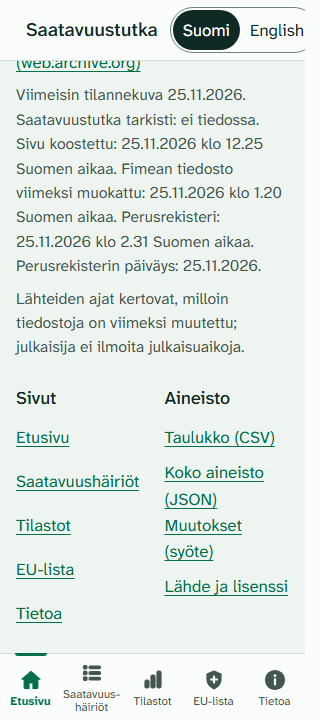 Saatavuustutka
Suomi
English
(web.archive.org)
Viimeisin tilannekuva 25.11.2026.
Saatavuustutka tarkisti: ei tiedossa.
Sivu koostettu: 25.11.2026 klo 12.25
Suomen aikaa. Fimean tiedosto
viimeksi muokattu: 25.11.2026 klo 1.20
Suomen aikaa. Perusrekisteri:
25.11.2026 klo 2.31 Suomen aikaa.
Perusrekisterin päiväys: 25.11.2026.
Lähteiden ajat kertovat, milloin
tiedostoja on viimeksi muutettu;
julkaisija ei ilmoita julkaisuaikoja.
Sivut
Etusivu
Saatavuushäiriöt
Tilastot
EU-lista
Tietoa
Aineisto
Taulukko (CSV)
Koko aineisto
(JSON)
Muutokset
(syöte)
Lähde ja lisenssi
Etusivu
Saatavuus-
häiriöt
Tilastot
EU-lista
Tietoa